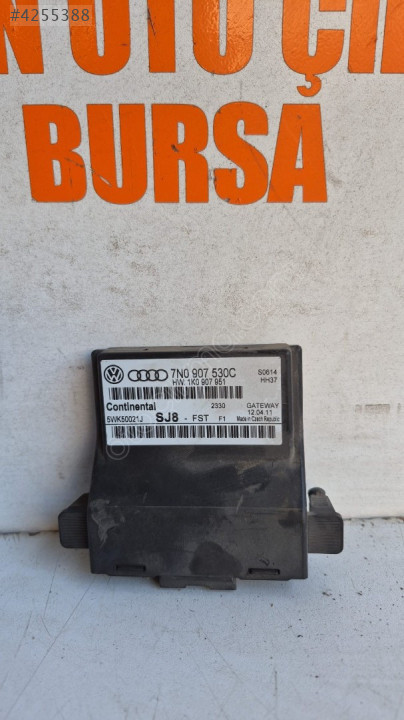 #4255388
N OTO ÇI
BURSA
7N0 907 530C
S0614
HW: 1K0 907 951
HH37
Continental
2330
GATEWAY
5WK50021J
SJ8 - FST F1
12.04.11
Made in Czech Republic